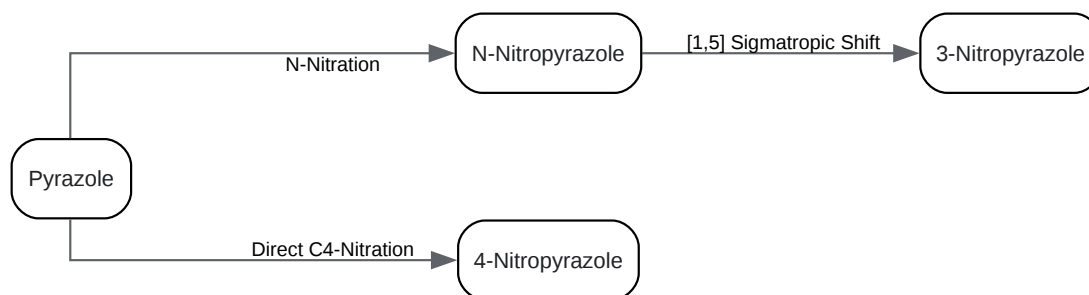 N-Nitropyrazole
[1,5] Sigmatropic Shift
3-Nitropyrazole
N-Nitration
Pyrazole
Direct C4-Nitration
4-Nitropyrazole